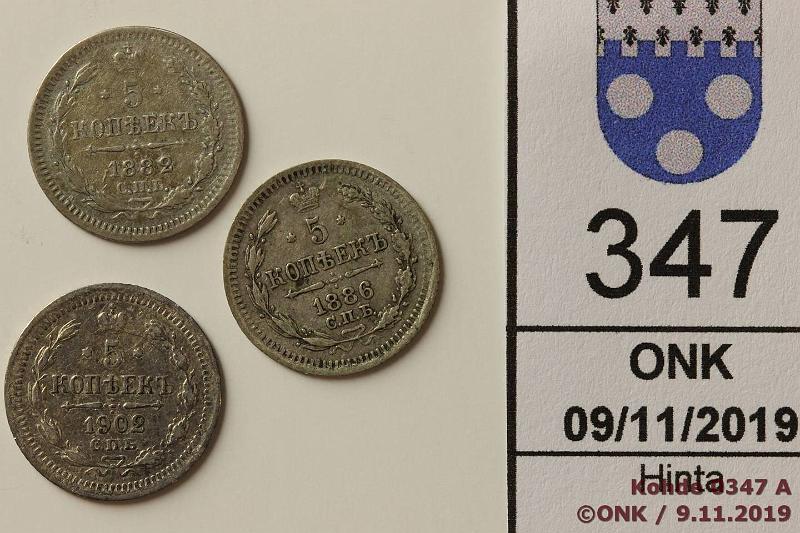 5
КОПѢЕКЪ
1882
С.П.Б.
5
КОПѢЕКЪ
1886
С.П.Б.
5
КОПѢЕКЪ
1902
С.П.Б.
347
ONK
09/11/2019
Hinta
Kohde 0347 A
©ONK / 9.11.2019